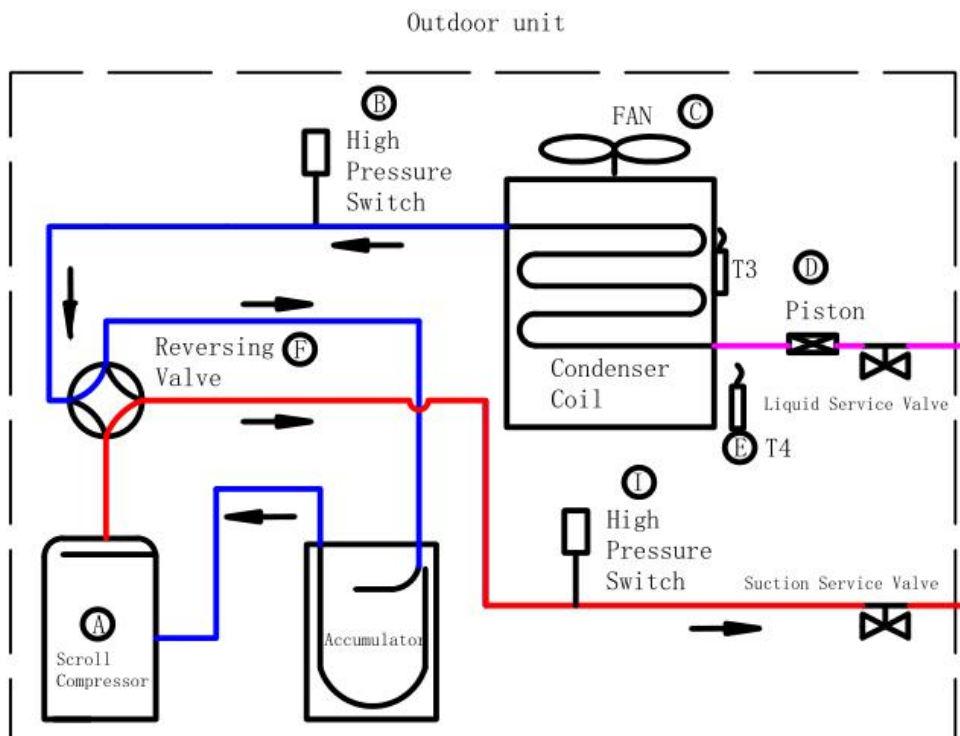 Outdoor unit
B
High
Pressure
Switch
FAN
C
T3
D
Piston
Reversing
Valve
F
Condenser
Coil
Liquid Service Valve
E
T4
I
High
Pressure
Switch
Suction Service Valve
A
Scroll
Compressor
Accumulator